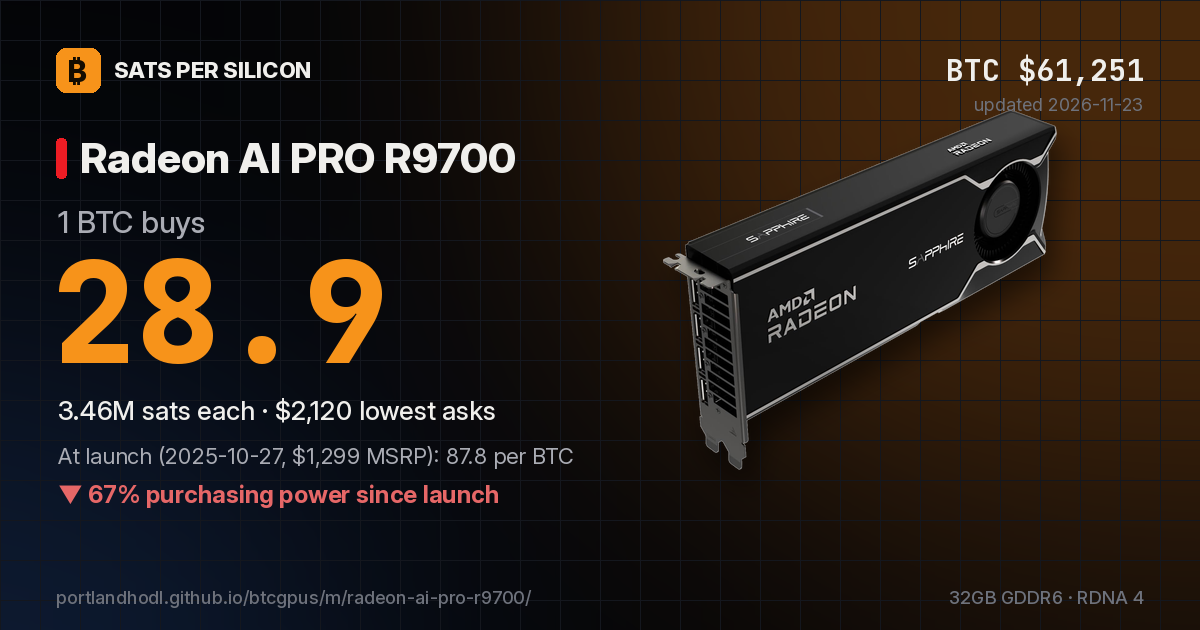 SATS PER SILICON
BTC $61,251
updated 2026-11-23
Radeon AI PRO R9700
1 BTC buys
28.9
3.46M sats each · $2,120 lowest asks
At launch (2025-10-27, $1,299 MSRP): 87.8 per BTC
▼ 67% purchasing power since launch
AMD
RADEON
SAPPHIRE
SAPPHIRE
AMD
RADEON
portlandhodl.github.io/btcgpus/m/radeon-ai-pro-r9700/
32GB GDDR6 · RDNA 4